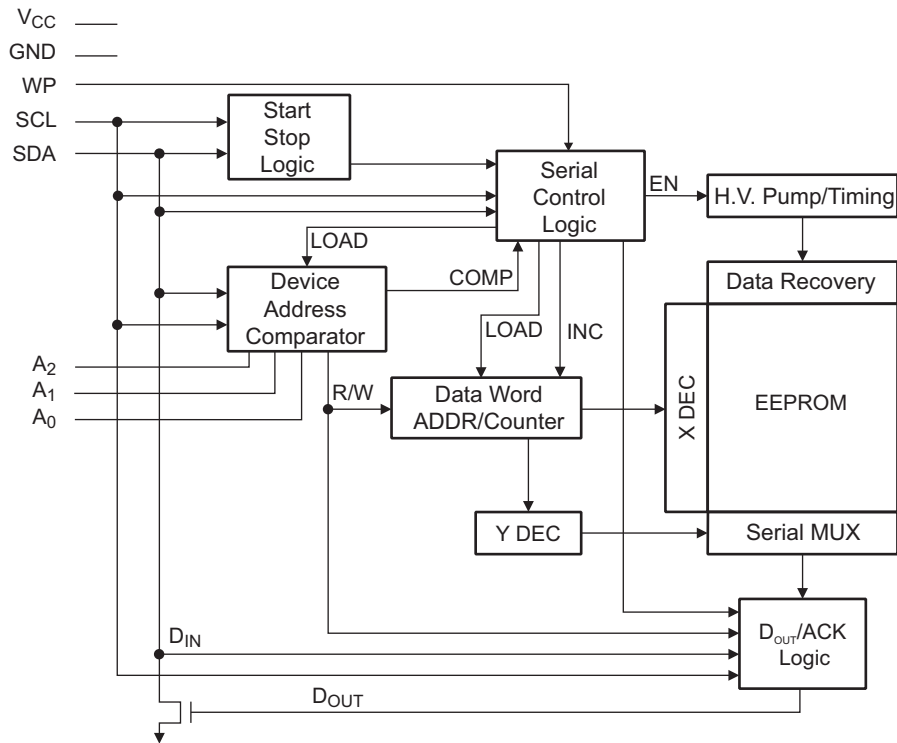 VCC
GND
WP
SCL
SDA
Start
Stop
Logic
Serial
Control
Logic
EN
H.V. Pump/Timing
LOAD
COMP
Device
Address
Comparator
Data Recovery
LOAD
INC
A2
A1
A0
R/W
Data Word
ADDR/Counter
X DEC
EEPROM
Y DEC
Serial MUX
DIN
DOUT/ACK
Logic
DOUT